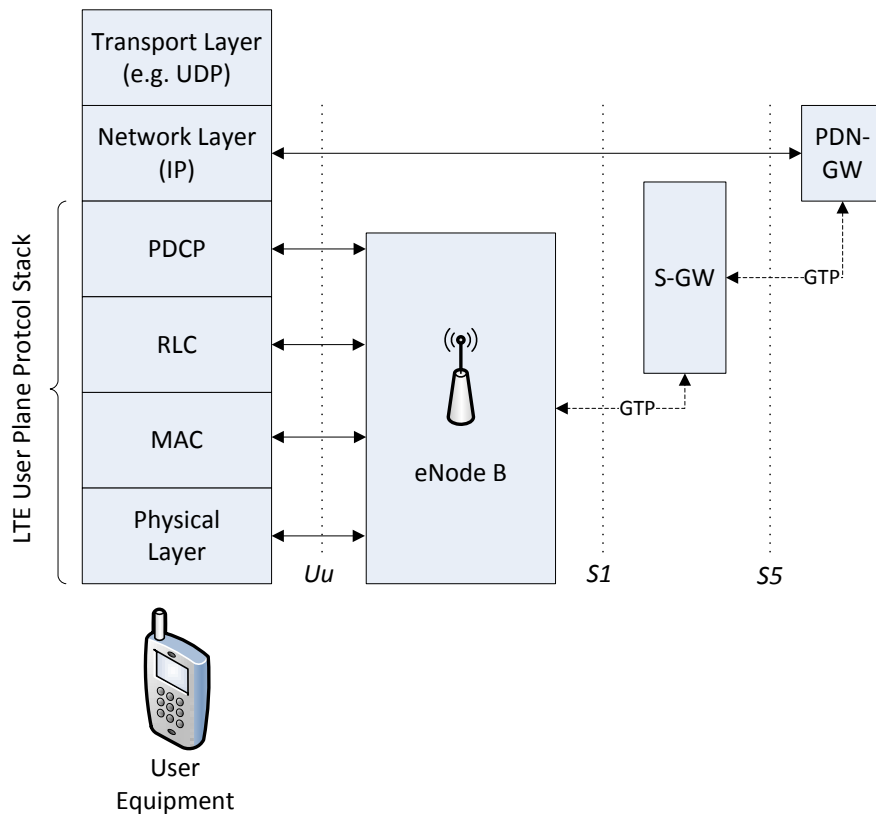 Transport Layer
(e.g. UDP)
Network Layer
(IP)
PDN-
GW
PDCP
S-GW
GTP
RLC
GTP
MAC
eNode B
Physical
Layer
Uu
S1
S5
LTE User Plane Protcol Stack
User
Equipment